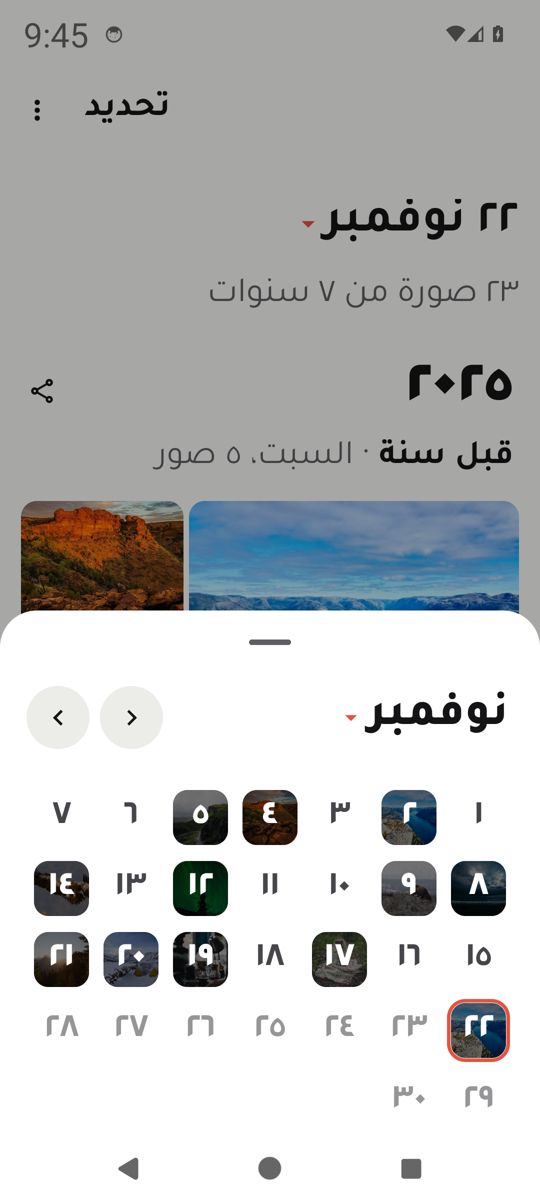 9:45
تحديد
٢٢ نوفمبر
٢٣ صورة من ٧ سنوات
٢٠٢٥
قبل سنة · السبت، ٥ صور
نوفمبر
١ ٢ ٣ ٤ ٥ ٦ ٧
٨ ٩ ١٠ ١١ ١٢ ١٣ ١٤
١٥ ١٦ ١٧ ١٨ ١٩ ٢٠ ٢١
٢٢ ٢٣ ٢٤ ٢٥ ٢٦ ٢٧ ٢٨
٢٩ ٣٠